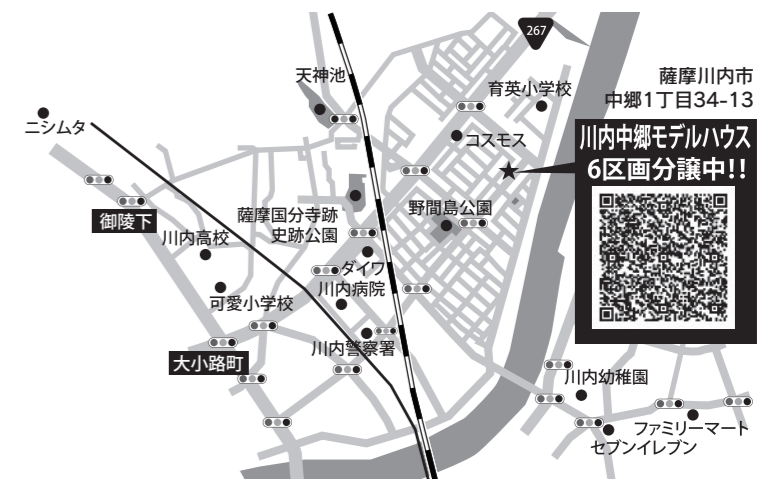 267
薩摩川内市
中郷1丁目34-13
川内中郷モデルハウス
6区画分譲中!!
天神池
育英小学校
ニシムタ
コスモス
御陵下
薩摩国分寺跡
史跡公園
野間島公園
川内高校
ダイワ
川内病院
可愛小学校
川内警察署
大小路町
川内幼稚園
ファミリーマート
セブンイレブン